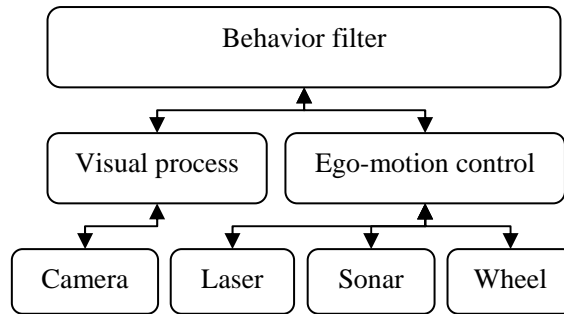 Behavior filter
Visual process
Ego-motion control
Camera
Laser
Sonar
Wheel